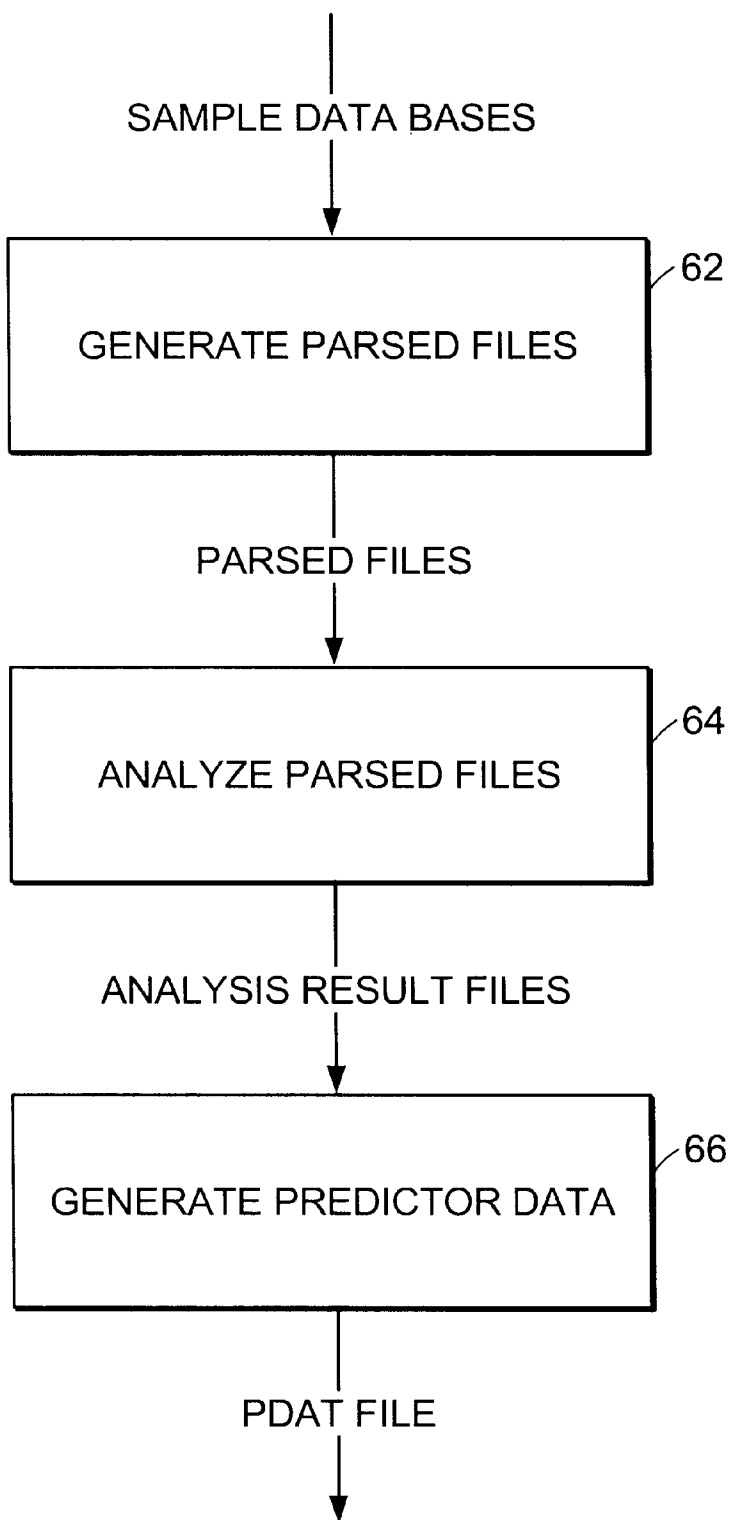 SAMPLE DATA BASES
62
GENERATE PARSED FILES
PARSED FILES
64
ANALYZE PARSED FILES
ANALYSIS RESULT FILES
66
GENERATE PREDICTOR DATA
PDAT FILE